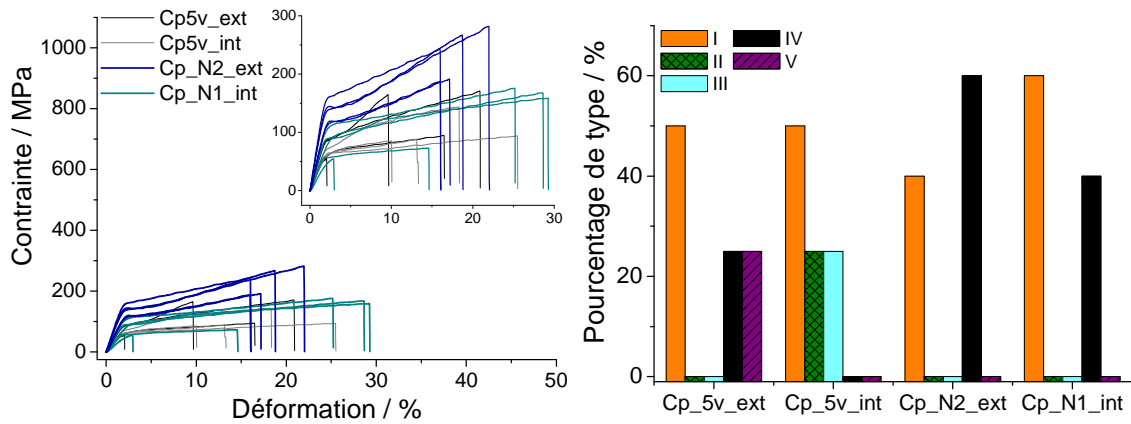 Cp5v_ext
Cp5v_int
Cp_N2_ext
Cp_N1_int
Contrainte / MPa
1000
800
600
400
200
0
0 10 20 30 40 50
Déformation / %
300
200
100
0
0 10 20 30
I
II
III
IV
V
Pourcentage de type / %
60
40
20
0
Cp_5v_ext Cp_5v_int Cp_N2_ext Cp_N1_int